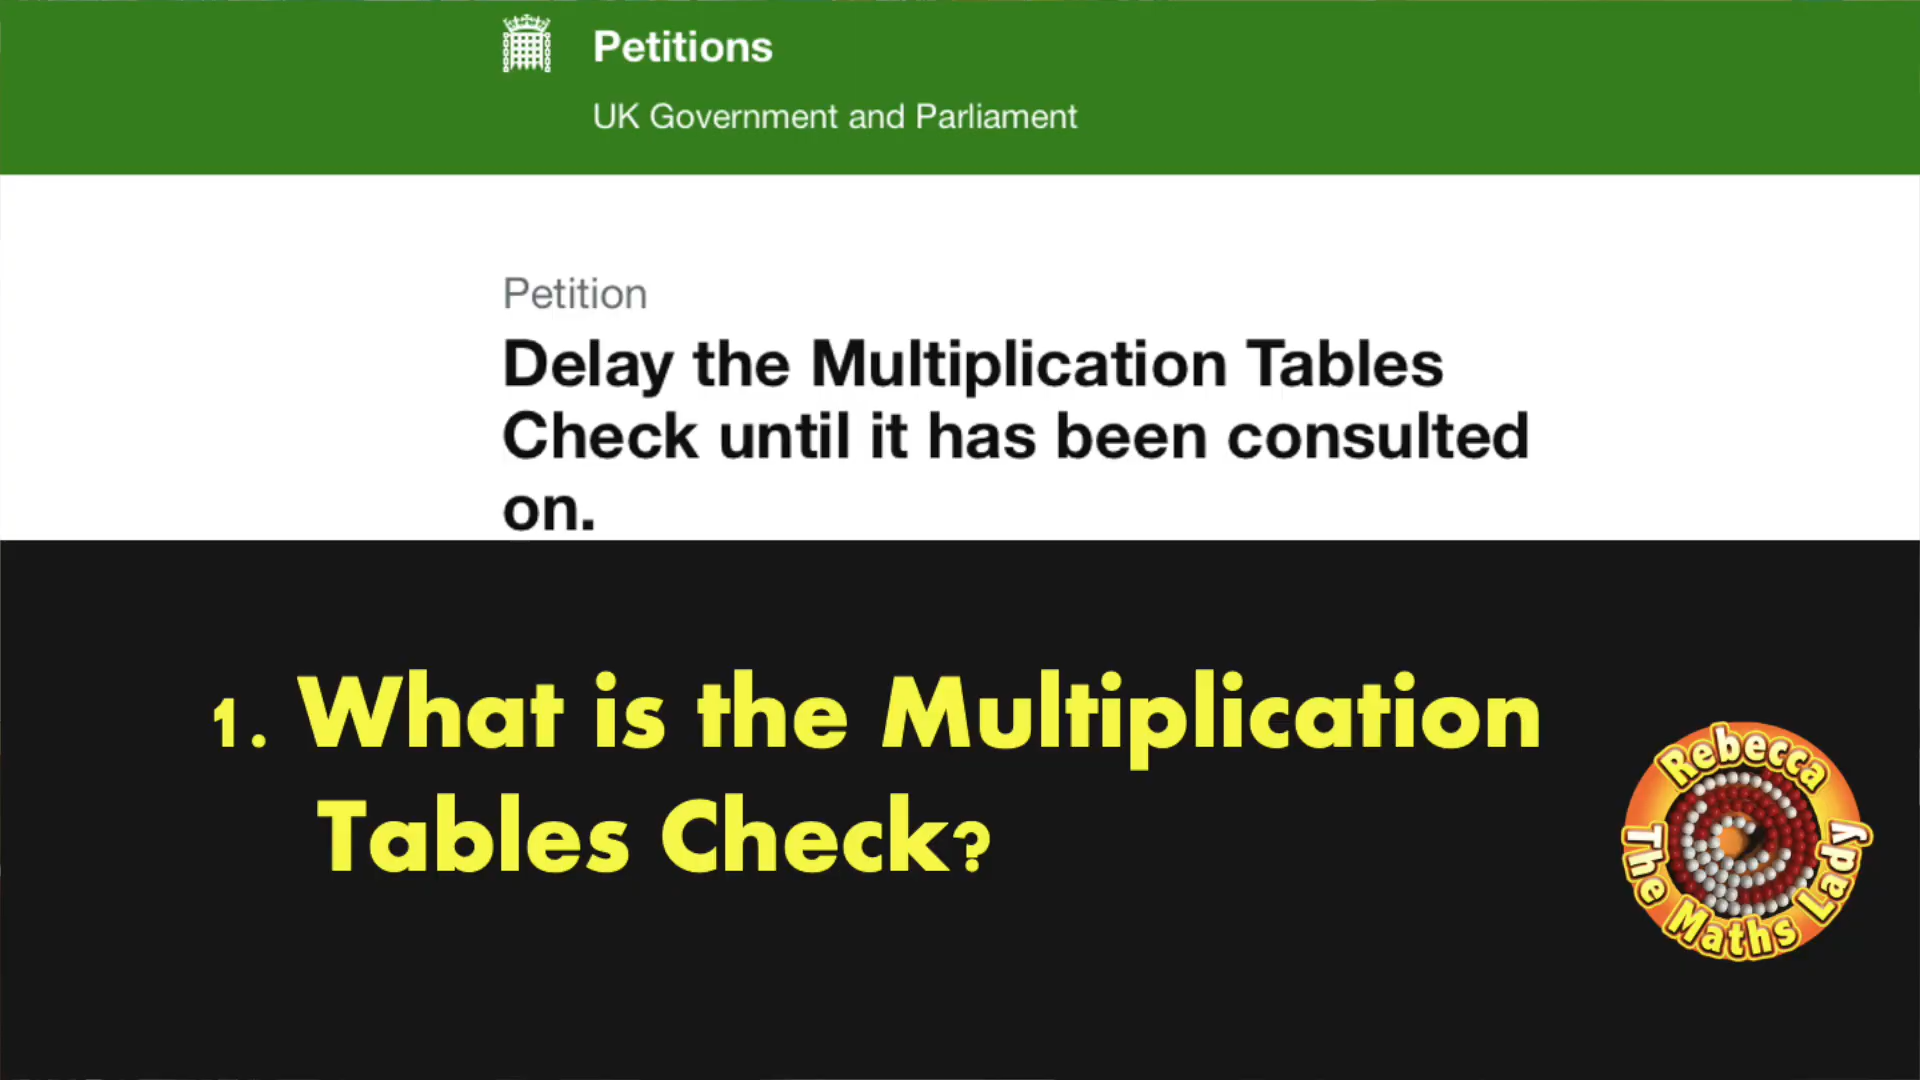 Petitions
UK Government and Parliament
Petition
Delay the Multiplication Tables
Check until it has been consulted
on.
1. What is the Multiplication
Tables Check?
Rebecca
The Maths Lady